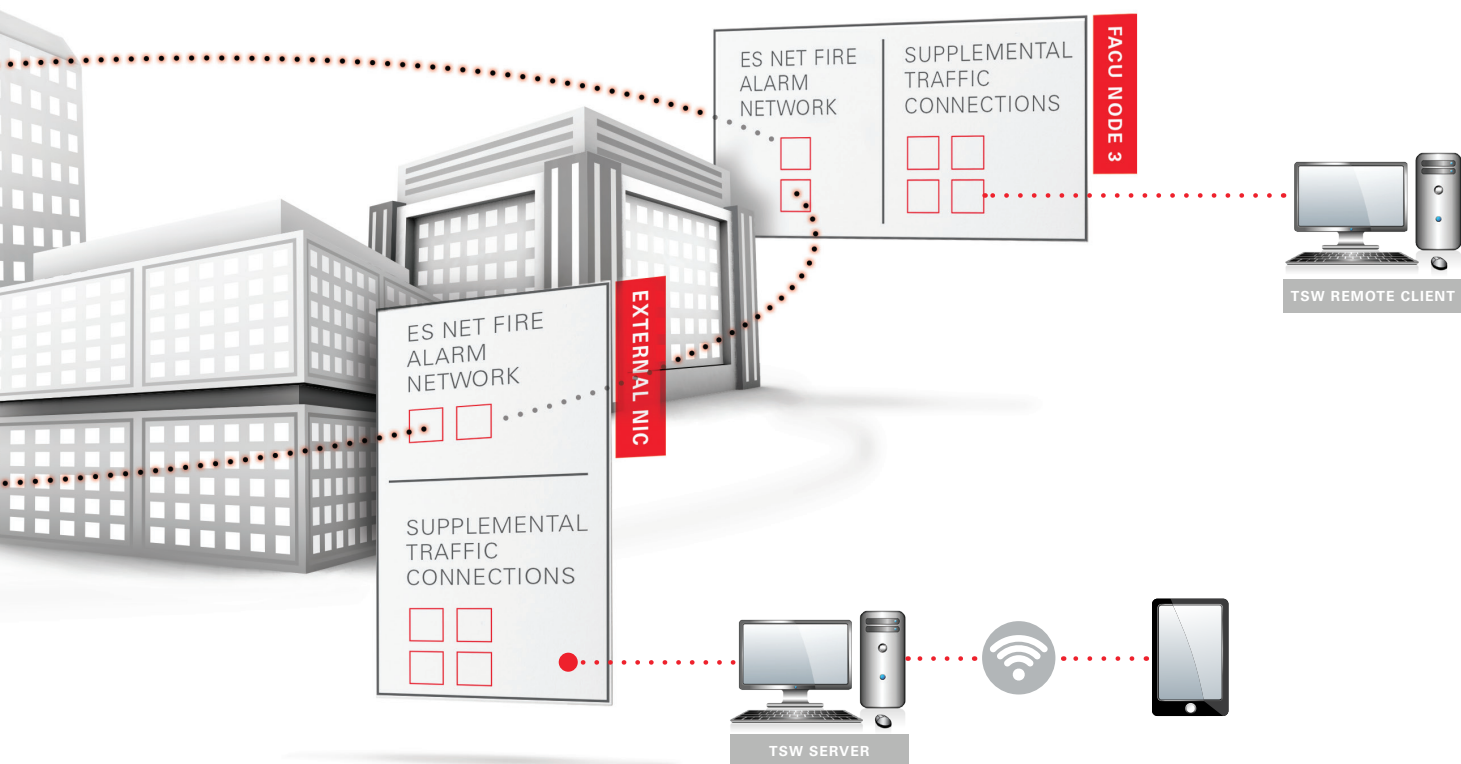 ES NET FIRE
ALARM
NETWORK
SUPPLEMENTAL
TRAFFIC
CONNECTIONS
FACU NODE 3
TSW REMOTE CLIENT
ES NET FIRE
ALARM
NETWORK
EXTERNAL NIC
SUPPLEMENTAL
TRAFFIC
CONNECTIONS
TSW SERVER